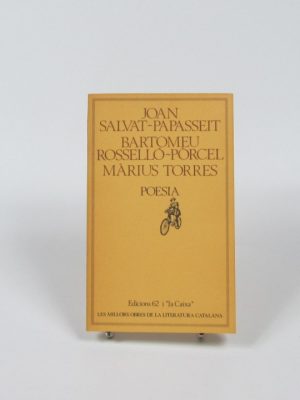 JOAN
SALVAT-PAPASSEIT
BARTOMEU
ROSSELLÓ-PÒRCEL
MÀRIUS TORRES
POESIA
Edicions 62 i "la Caixa"
LES MILLORS OBRES DE LA LITERATURA CATALANA